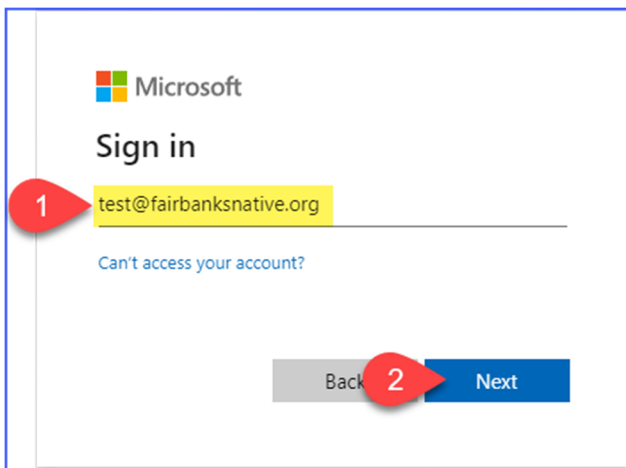 Microsoft
Sign in
1 test@fairbanksnative.org
Can't access your account?
Back 2 Next